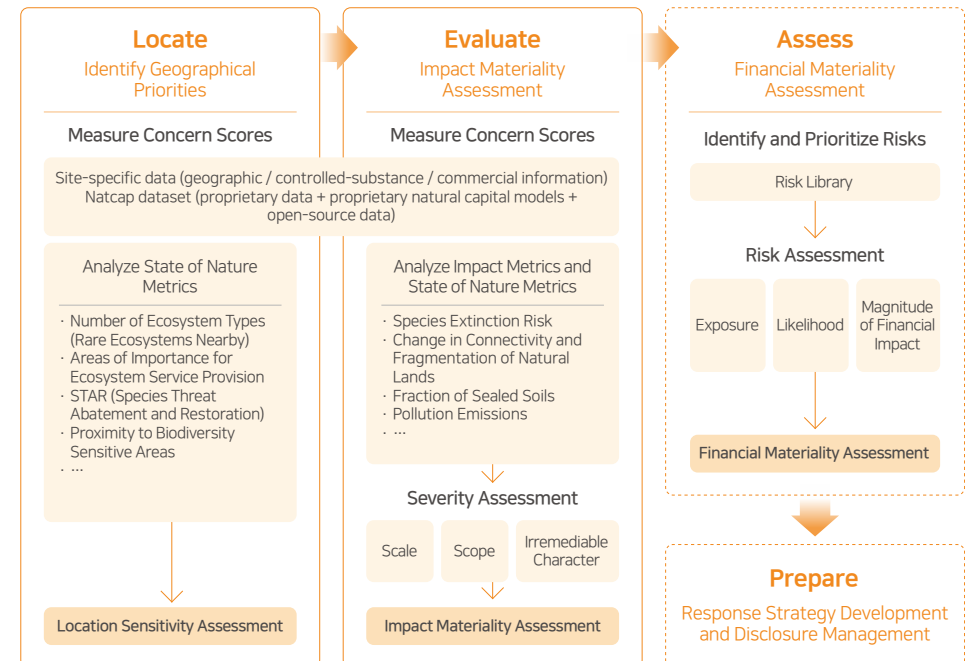 Locate
Identify Geographical
Priorities
Measure Concern Scores
Evaluate
Impact Materiality
Assessment
Measure Concern Scores
Site-specific data (geographic / controlled-substance / commercial information)
Natcap dataset (proprietary data + proprietary natural capital models +
open-source data)
Analyze State of Nature
Metrics
· Number of Ecosystem Types
(Rare Ecosystems Nearby)
· Areas of Importance for
Ecosystem Service Provision
· STAR (Species Threat
Abatement and Restoration)
· Proximity to Biodiversity
Sensitive Areas
· ...
Location Sensitivity Assessment
Analyze Impact Metrics and
State of Nature Metrics
· Species Extinction Risk
· Change in Connectivity and
Fragmentation of Natural
Lands
· Fraction of Sealed Soils
· Pollution Emissions
· ...
Severity Assessment
Scale
Scope
Irremediable
Character
Impact Materiality Assessment
Assess
Financial Materiality
Assessment
Identify and Prioritize Risks
Risk Library
Risk Assessment
Exposure
Likelihood
Magnitude
of Financial
Impact
Financial Materiality Assessment
Prepare
Response Strategy Development
and Disclosure Management